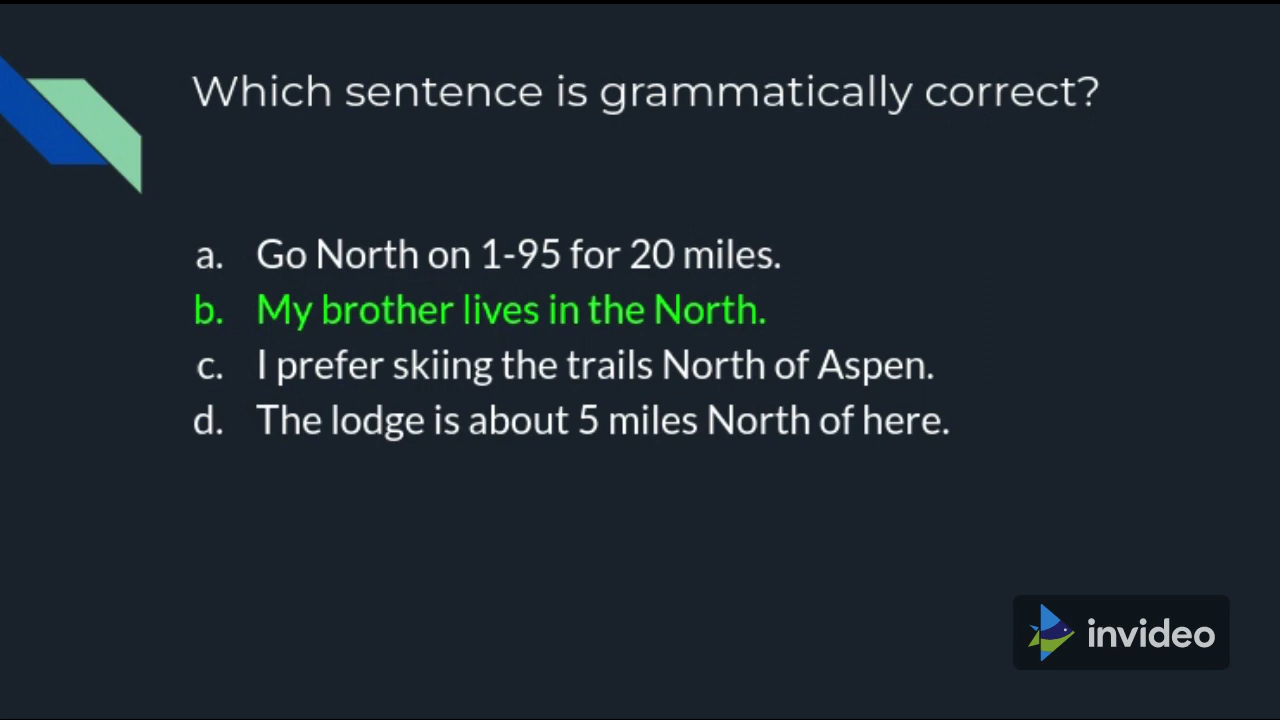 Which sentence is grammatically correct?
a. Go North on 1-95 for 20 miles.
b. My brother lives in the North.
c. I prefer skiing the trails North of Aspen.
d. The lodge is about 5 miles North of here.
invideo